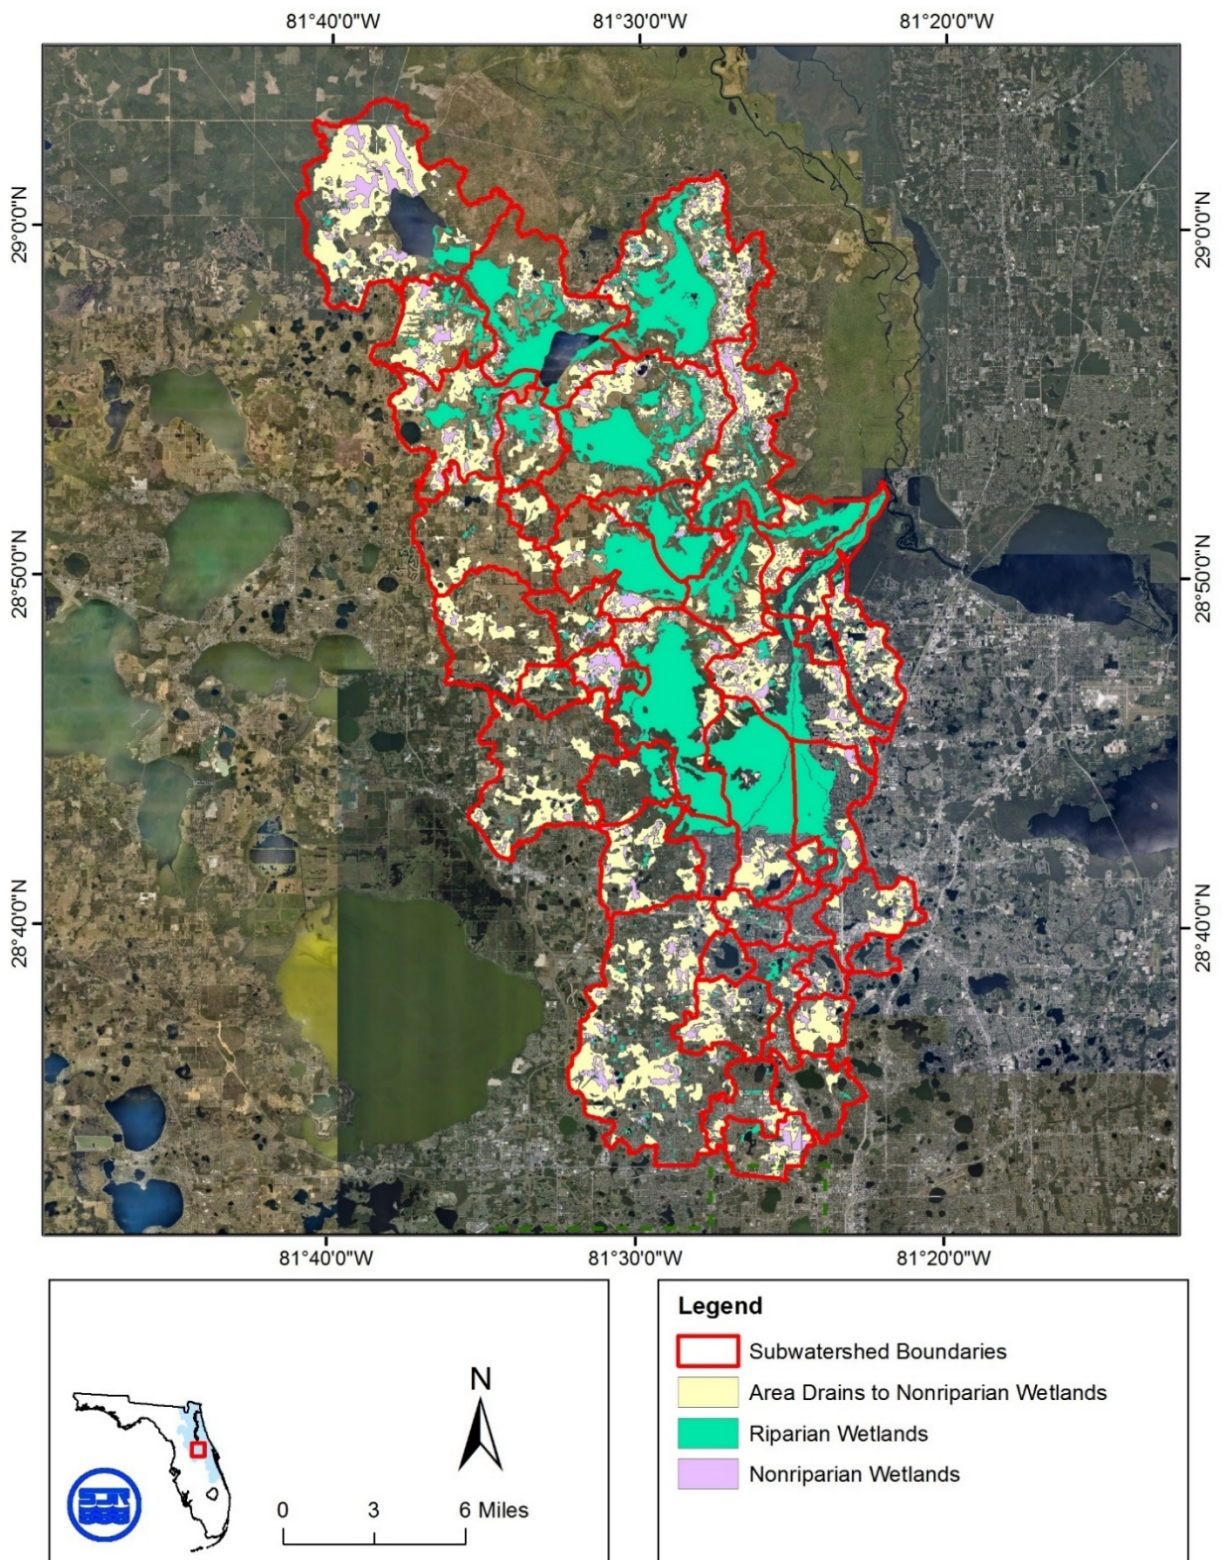 81°40'0"W 81°30'0"W 81°20'0"W
29°0'0"N 29°0'0"N
28°50'0"N 28°50'0"N
28°40'0"N 28°40'0"N
81°40'0"W 81°30'0"W 81°20'0"W
N
0 3 6 Miles
Legend
Subwatershed Boundaries
Area Drains to Nonriparian Wetlands
Riparian Wetlands
Nonriparian Wetlands